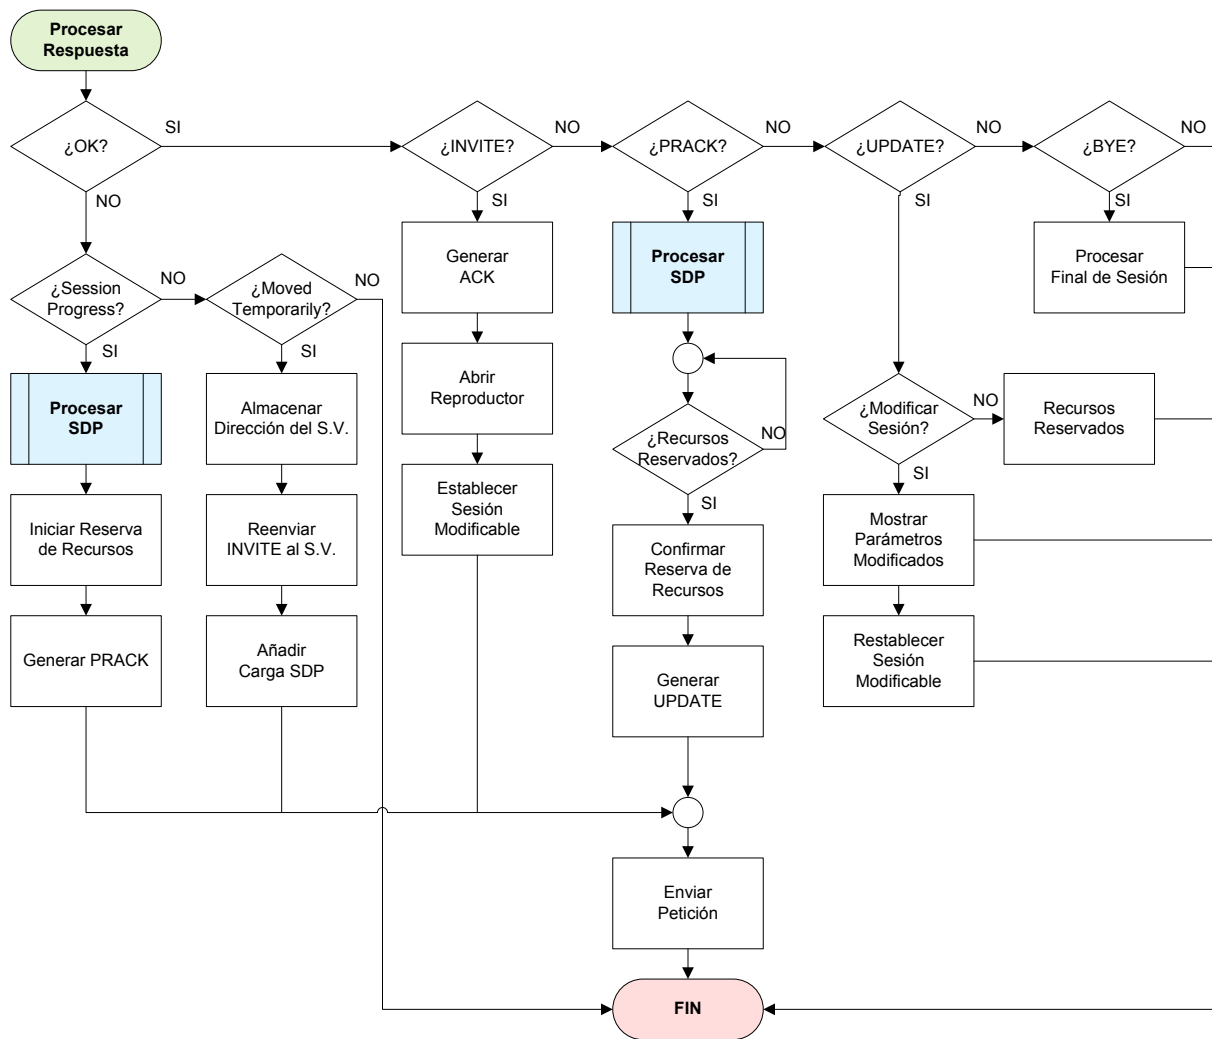 Procesar
Respuesta
¿OK?
SI
NO
¿INVITE?
NO
SI
¿PRACK?
NO
SI
¿UPDATE?
NO
SI
¿BYE?
NO
SI
Generar
ACK
Procesar
SDP
Procesar
Final de Sesión
¿Session
Progress?
NO
SI
¿Moved
Temporarily?
NO
SI
Abrir
Reproductor
Procesar
SDP
Almacenar
Dirección del S.V.
¿Recursos
Reservados?
NO
SI
¿Modificar
Sesión?
NO
SI
Recursos
Reservados
Iniciar Reserva
de Recursos
Reenviar
INVITE al S.V.
Establecer
Sesión
Modificable
Confirmar
Reserva de
Recursos
Mostrar
Parámetros
Modificados
Generar PRACK
Añadir
Carga SDP
Generar
UPDATE
Restablecer
Sesión
Modificable
Enviar
Petición
FIN